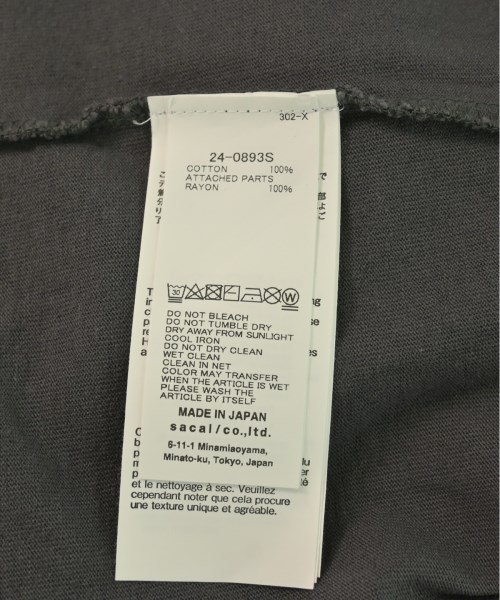 302-X
24-0893S
COTTON 100%
ATTACHED PARTS
RAYON 100%
30
W
DO NOT BLEACH
DO NOT TUMBLE DRY
DRY AWAY FROM SUNLIGHT
COOL IRON
DO NOT DRY CLEAN
WET CLEAN
CLEAN IN NET
COLOR MAY TRANSFER
WHEN THE ARTICLE IS WET
PLEASE WASH THE
ARTICLE BY ITSELF
MADE IN JAPAN
sacai/co.,ltd.
6-11-1 Minamiaoyama,
Minato-ku, Tokyo, Japan
et le nettoyage à sec. Veuillez
cependant noter que cela procure
une texture unique et agréable.